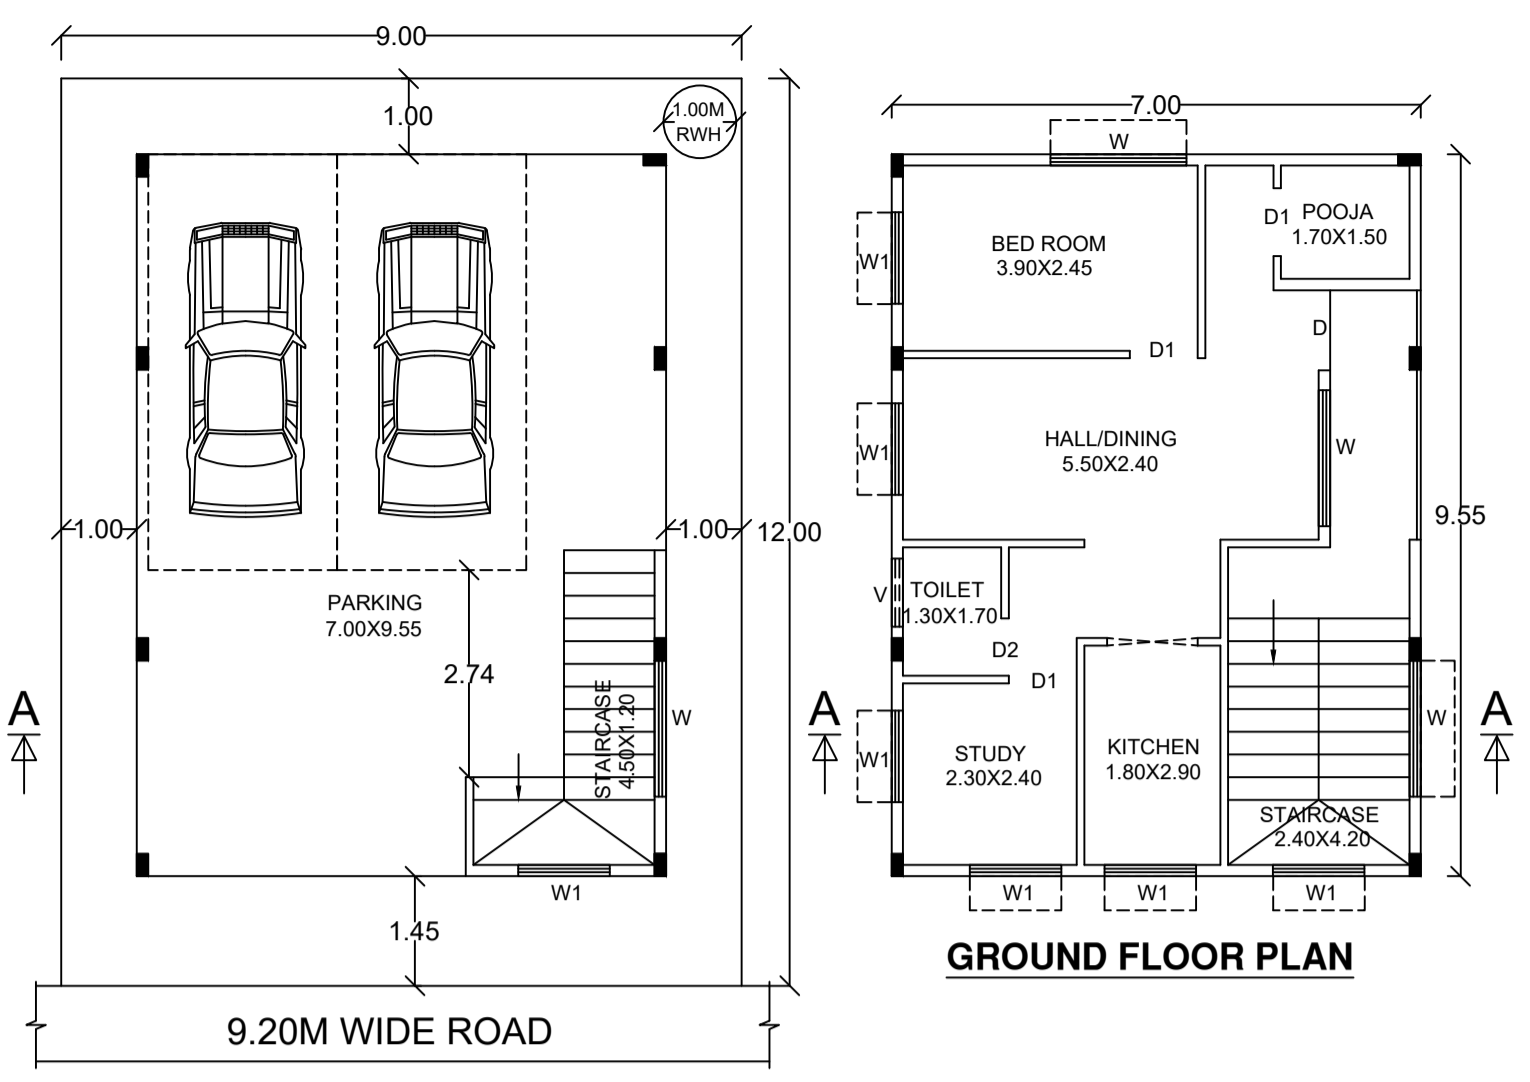 9.00
1.00
1.00M
RWH
1.00
1.00
12.00
PARKING
7.00X9.55
2.74
STAIRCASE
4.50X1.20
W
A
W1
1.45
9.20M WIDE ROAD
7.00
W
D1
POOJA
1.70X1.50
BED ROOM
3.90X2.45
W1
D
D1
HALL/DINING
5.50X2.40
W1
W
9.55
V
TOILET
1.30X1.70
D2
D1
A
W
A
W1
STUDY
2.30X2.40
KITCHEN
1.80X2.90
STAIRCASE
2.40X4.20
W1
W1
W1
GROUND FLOOR PLAN